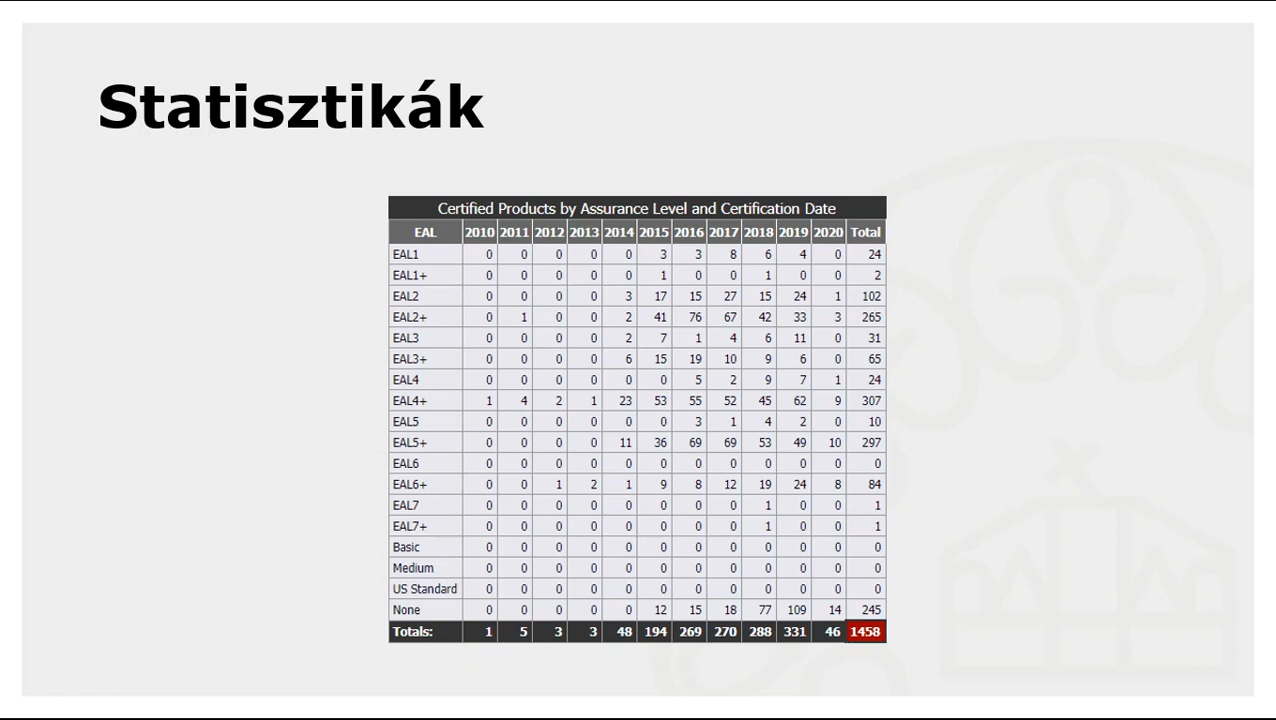 Statisztikák
Certified Products by Assurance Level and Certification Date
EAL 2010 2011 2012 2013 2014 2015 2016 2017 2018 2019 2020 Total
EAL1 0 0 0 0 0 3 3 8 6 4 0 24
EAL1+ 0 0 0 0 0 1 0 0 1 0 0 2
EAL2 0 0 0 0 3 17 15 27 15 24 1 102
EAL2+ 0 1 0 0 2 41 76 67 42 33 3 265
EAL3 0 0 0 0 2 7 1 4 6 11 0 31
EAL3+ 0 0 0 0 6 15 19 10 9 6 0 65
EAL4 0 0 0 0 0 0 5 2 9 7 1 24
EAL4+ 1 4 2 1 23 53 55 52 45 62 9 307
EAL5 0 0 0 0 0 0 3 1 4 2 0 10
EAL5+ 0 0 0 0 11 36 69 69 53 49 10 297
EAL6 0 0 0 0 0 0 0 0 0 0 0 0
EAL6+ 0 0 1 2 1 9 8 12 19 24 8 84
EAL7 0 0 0 0 0 0 0 0 1 0 0 1
EAL7+ 0 0 0 0 0 0 0 0 1 0 0 1
Basic 0 0 0 0 0 0 0 0 0 0 0 0
Medium 0 0 0 0 0 0 0 0 0 0 0 0
US Standard 0 0 0 0 0 0 0 0 0 0 0 0
None 0 0 0 0 0 12 15 18 77 109 14 245
Totals: 1 5 3 3 48 194 269 270 288 331 46 1458